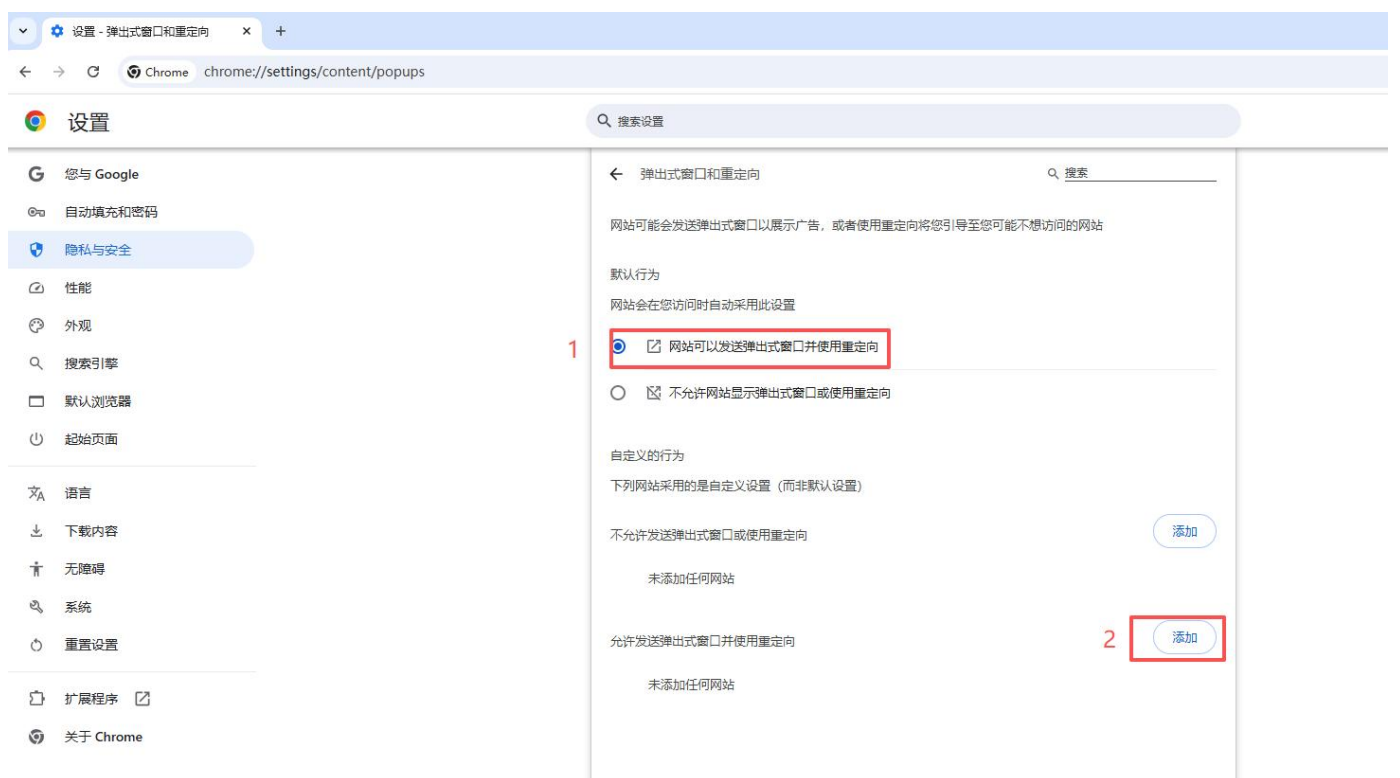 设置 - 弹出式窗口和重定向
Chrome chrome://settings/content/popups
设置
搜索设置
您与 Google
自动填充和密码
隐私与安全
性能
外观
搜索引擎
默认浏览器
起始页面
语言
下载内容
无障碍
系统
重置设置
扩展程序
关于 Chrome
弹出式窗口和重定向
搜索
网站可能会发送弹出式窗口以展示广告，或者使用重定向将您引导至您可能不想访问的网站
默认行为
网站会在您访问时自动采用此设置
1 网站可以发送弹出式窗口并使用重定向
不允许网站显示弹出式窗口或使用重定向
自定义的行为
下列网站采用的是自定义设置（而非默认设置）
不允许发送弹出式窗口或使用重定向 添加
未添加任何网站
允许发送弹出式窗口并使用重定向 2 添加
未添加任何网站